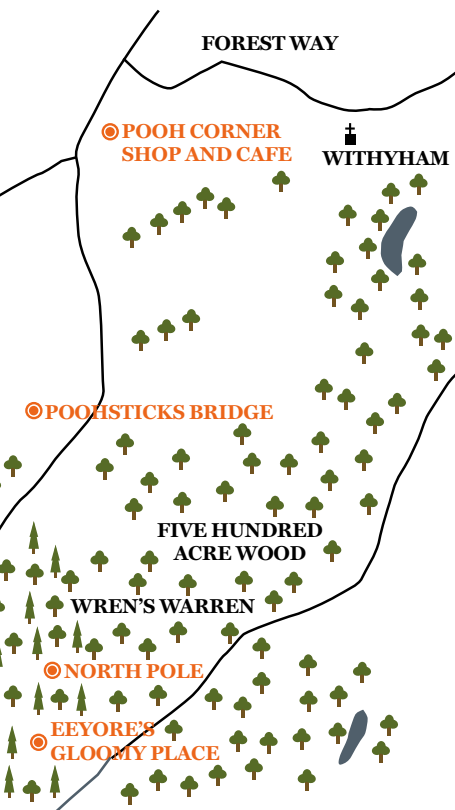 FOREST WAY
POOH CORNER
SHOP AND CAFE
WITHYHAM
POOHSTICKS BRIDGE
FIVE HUNDRED
ACRE WOOD
WREN'S WARREN
NORTH POLE
EEYORE'S
GLOOMY PLACE